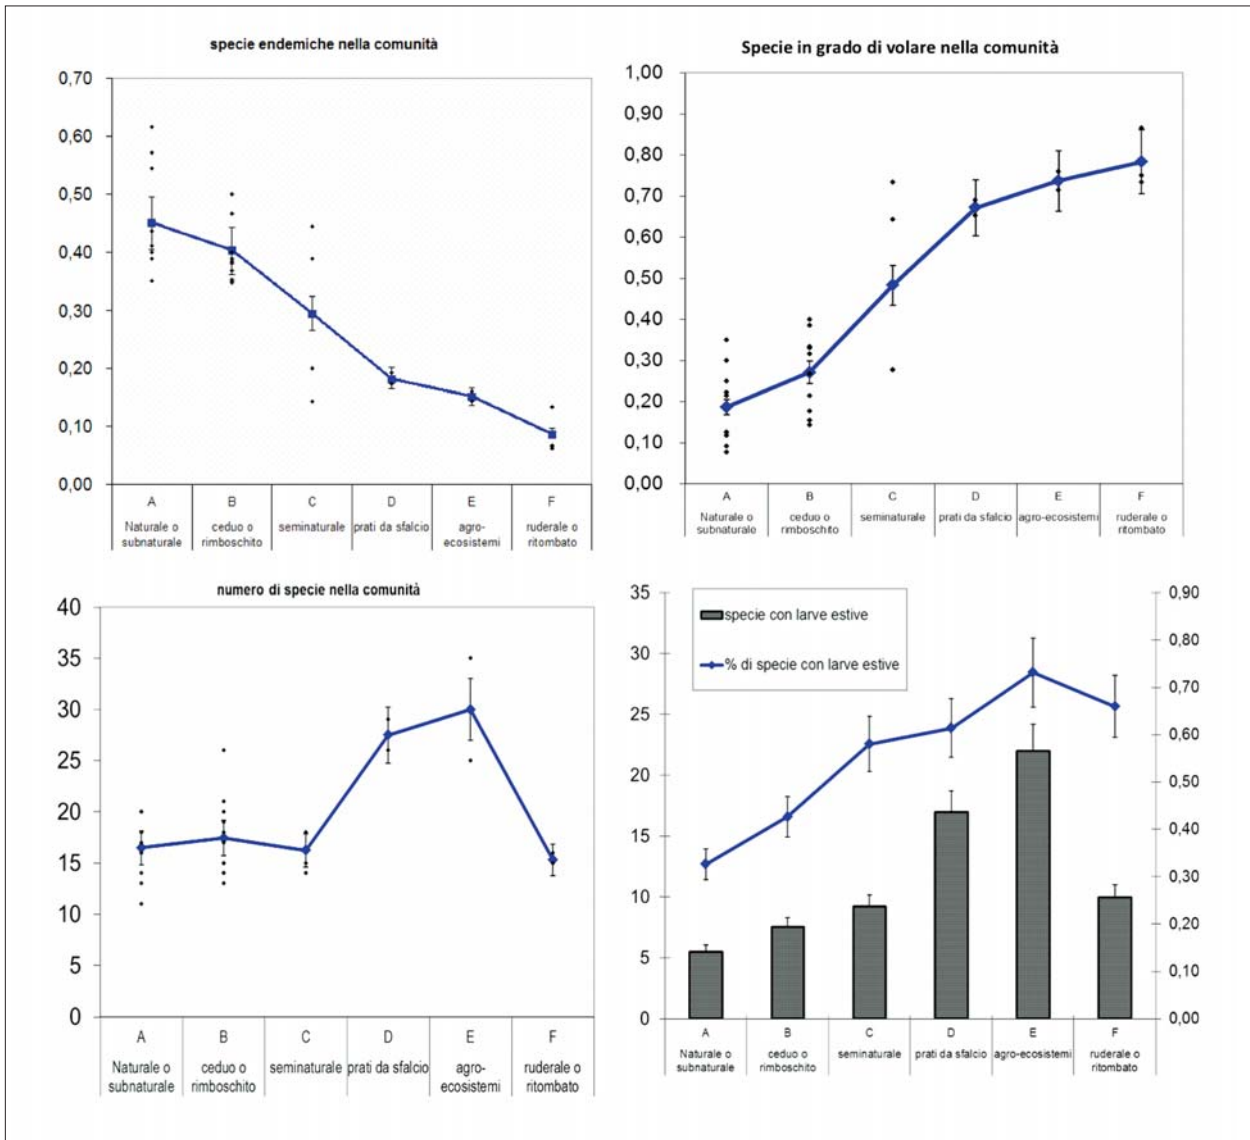 specie endemiche nella comunità
0,70
0,60
0,50
0,40
0,30
0,20
0,10
0,00
A B C D E F
Naturale o ceduo o seminaturale prati da sfalcio agro- ruderale o
subnaturale rimboschito ecosistemi ritombato
Specie in grado di volare nella comunità
1,00
0,90
0,80
0,70
0,60
0,50
0,40
0,30
0,20
0,10
0,00
A B C D E F
Naturale o ceduo o seminaturale prati da sfalcio agro-ecosistemi ruderale o
subnaturale rimboschito ritombato
numero di specie nella comunità
40
35
30
25
20
15
10
5
0
A B C D E F
Naturale o ceduo o seminaturale prati da sfalcio agro- ruderale o
subnaturale rimboschito ecosistemi ritombato
specie con larve estive
% di specie con larve estive
35 0,90
30 0,80
25 0,70
20 0,60
15 0,50
10 0,40
5 0,30
0 0,20
0,10
0,00
A B C D E F
Naturale o ceduo o seminaturale prati da sfalcio agro-ecosistemi ruderale o
subnaturale rimboschito ritombato